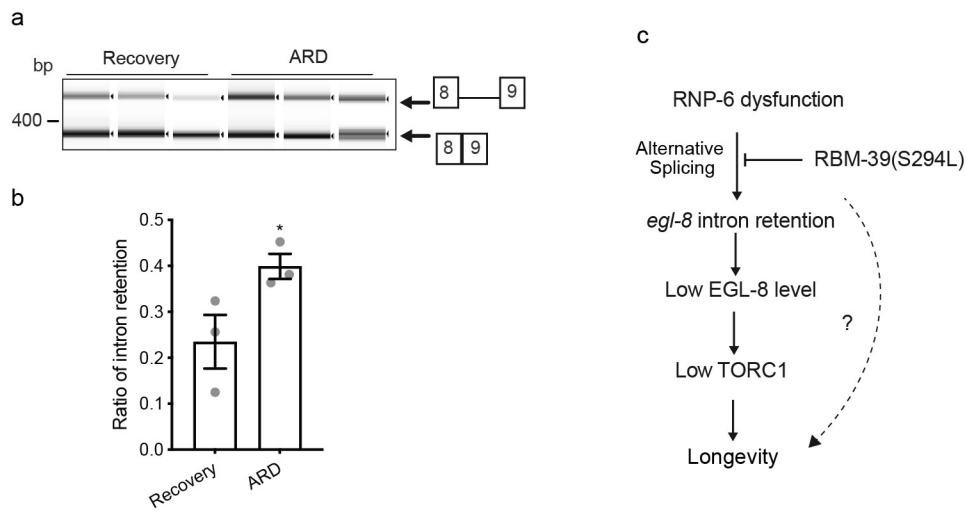 a
Recovery
ARD
bp
400
8
9
8
9
b
Ratio of intron retention
0.5
0.4
0.3
0.2
0.1
0.0
*
Recovery
ARD
c
RNP-6 dysfunction
Alternative
Splicing
RBM-39(S294L)
egl-8 intron retention
Low EGL-8 level
?
Low TORC1
Longevity